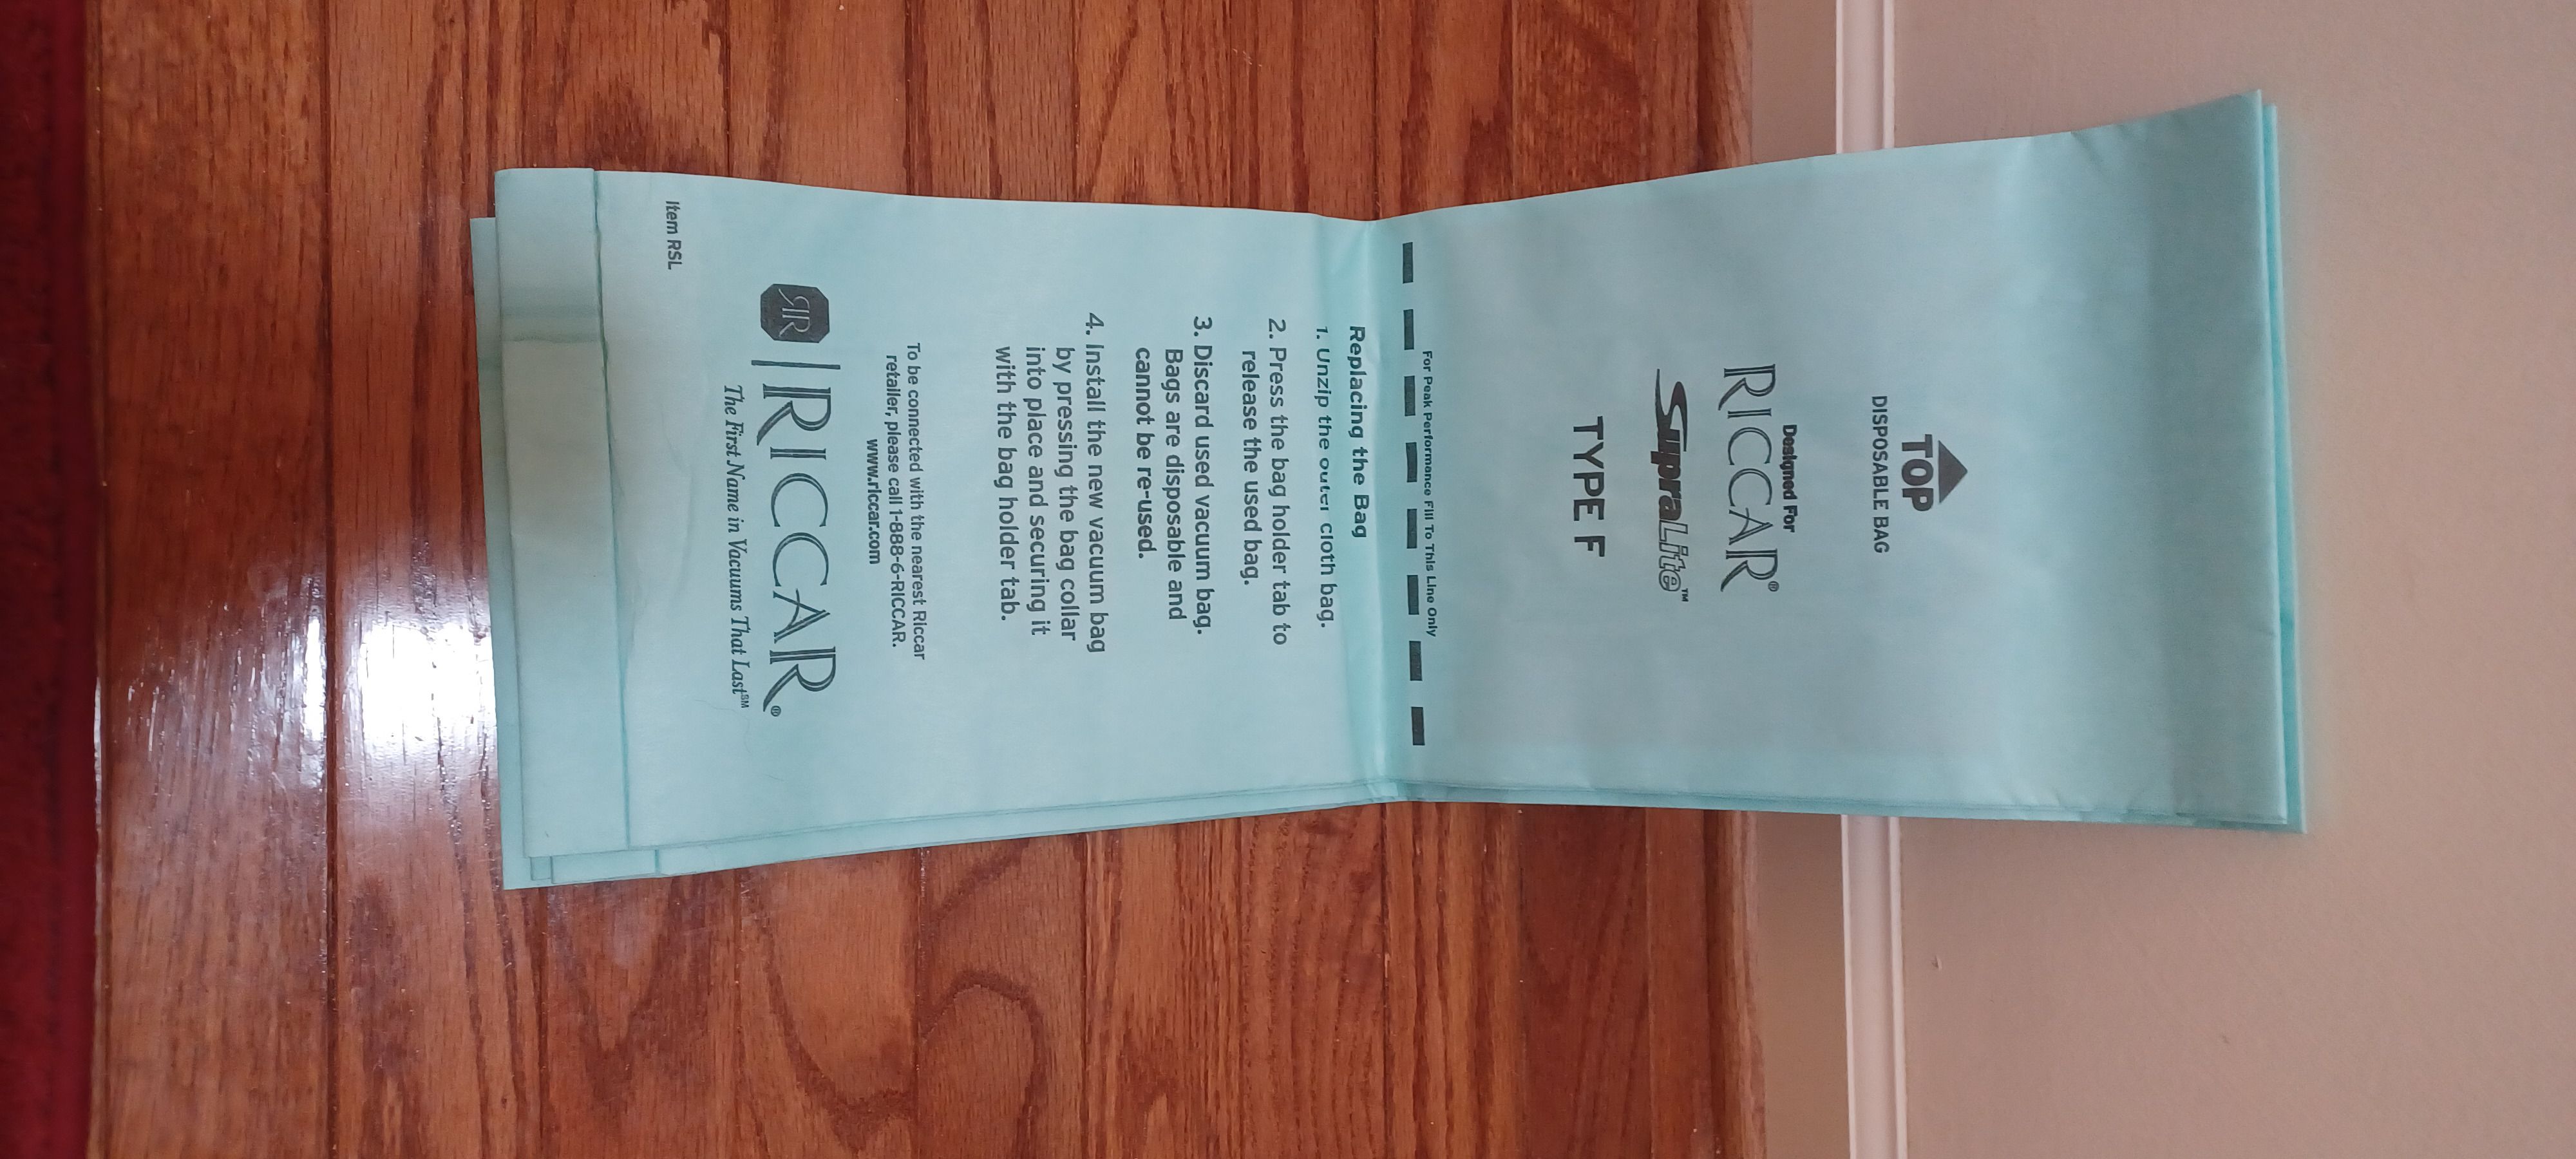 TOP
DISPOSABLE BAG
Designed For
RICCAR®
SupraLite™
TYPE F
For Peak Performance Fill To This Line Only
Replacing the Bag
1. Unzip the outer cloth bag.
2. Press the bag holder tab to
release the used bag.
3. Discard used vacuum bag.
Bags are disposable and
cannot be re-used.
4. Install the new vacuum bag
by pressing the bag collar
into place and securing it
with the bag holder tab.
To be connected with the nearest Riccar
retailer, please call 1-888-6-RICCAR.
www.riccar.com
RR | RICCAR®
The First Name in Vacuums That Last℠
Item RSL